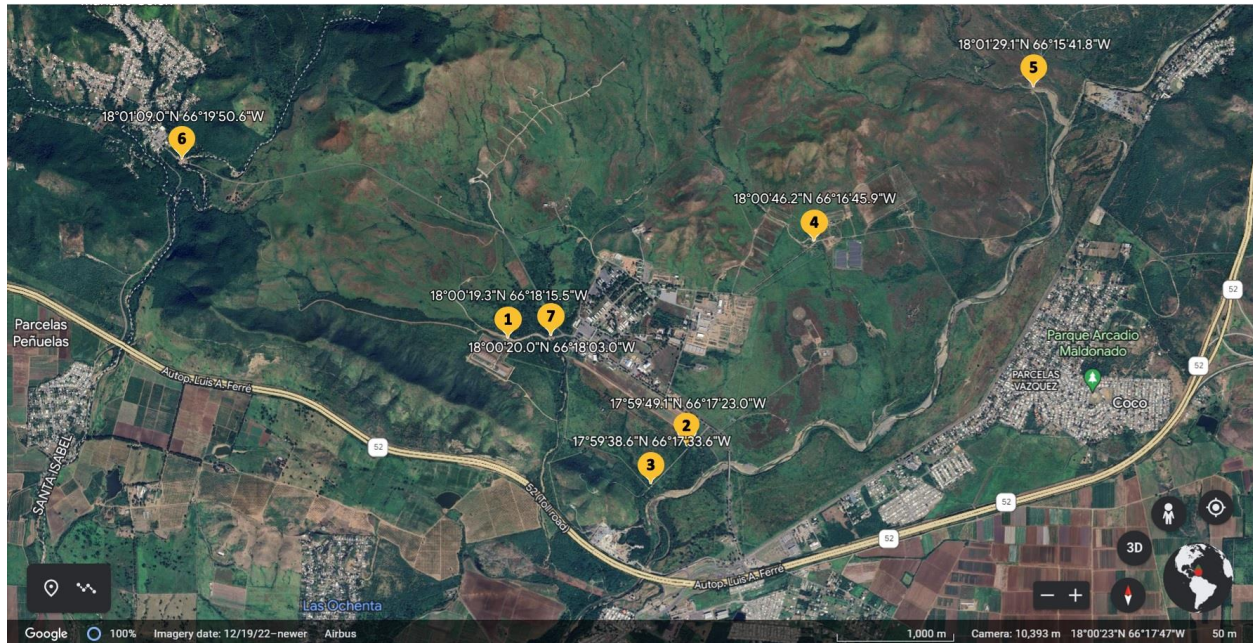 18°01'29.1"N 66°15'41.8"W
5
18°01'09.0"N 66°19'50.6"W
6
18°00'46.2"N 66°16'45.9"W
4
18°00'19.3"N 66°18'15.5"W
1
7
18°00'20.0"N 66°18'03.0"W
52
Parcelas
Peñuelas
Parque Arcadio
Maldonado
52
PARCELAS
VÁZQUEZ
Coco
Autop. Luis A. Ferré
17°59'49.1"N 66°17'23.0"W
2
17°59'38.6"N 66°17'33.6"W
3
52
SANTA ISABEL
52 (Toll road)
52
52
3D
Autop. Luis A. Ferré
Las Ochenta
Google
100%
Imagery date: 12/19/22–newer
Airbus
1,000 m
Camera: 10,393 m
18°00'23"N 66°17'47"W
50 m